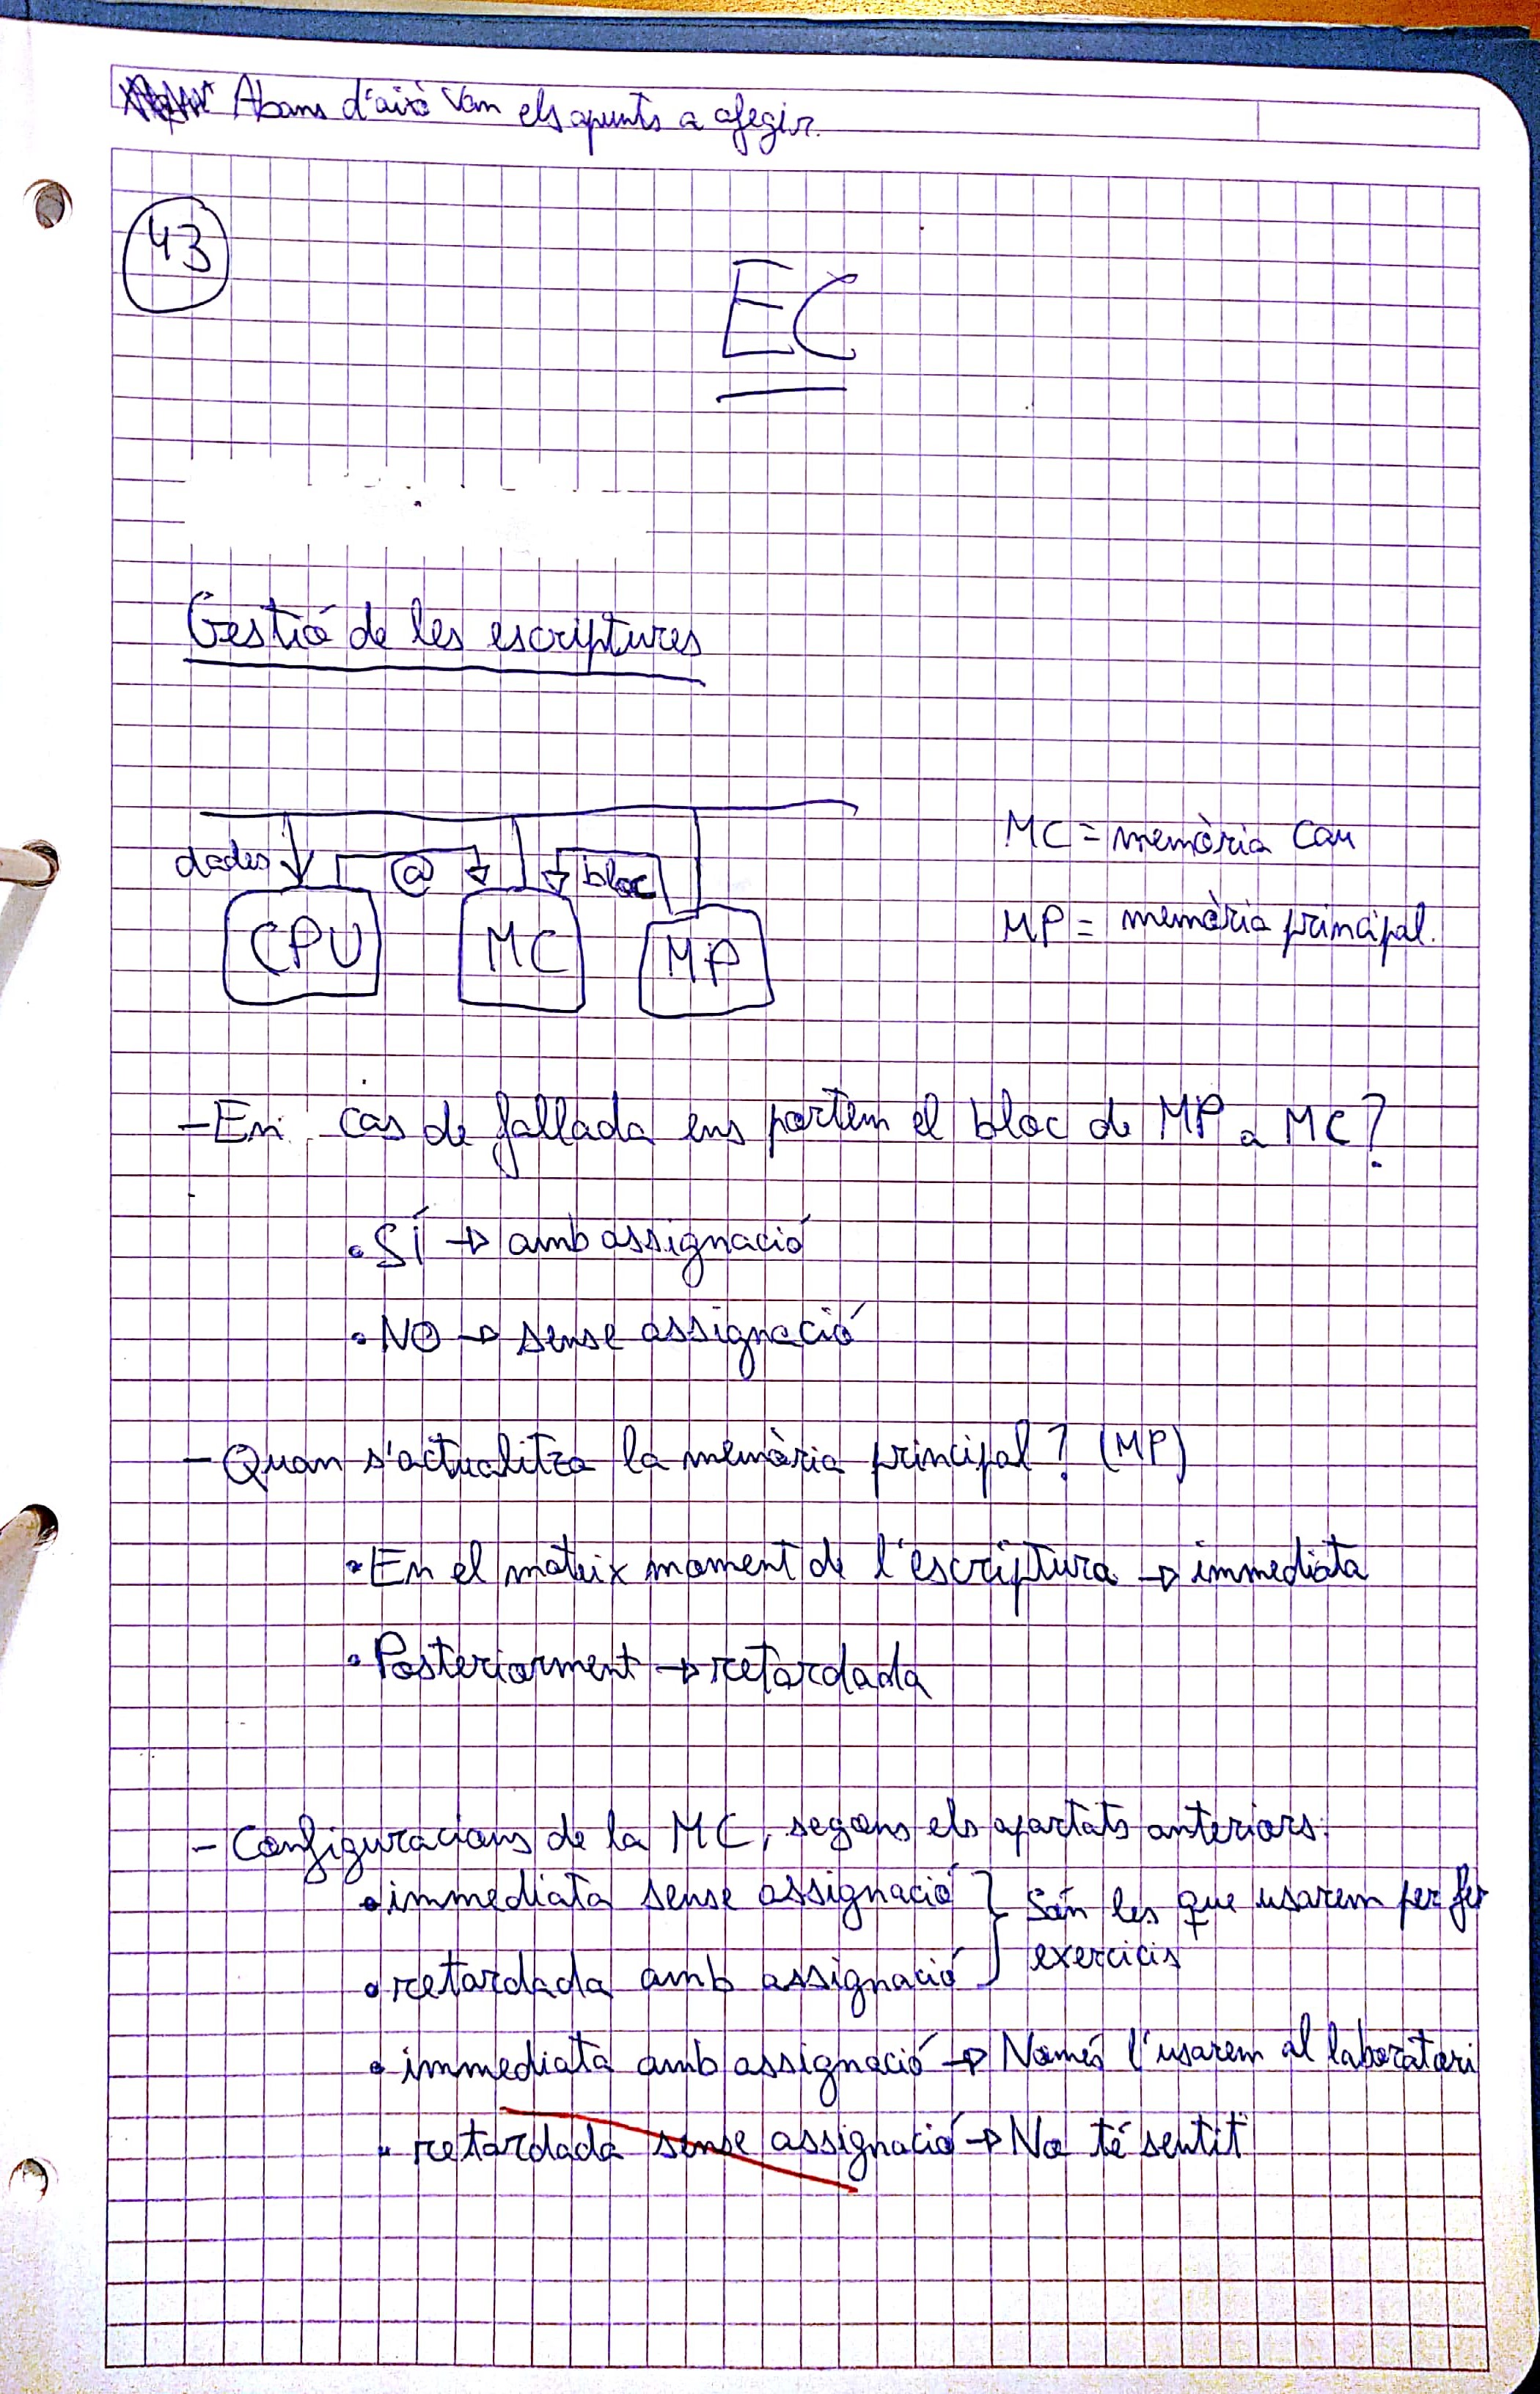 Abans d'això van els apunts a afegir.
43
EC
Gestió de les escriptures
dades
@
bloc
CPU
MC
MP
MC = memòria Cau
MP = memòria principal.
- En cas de fallada ens portem el bloc de MP a MC?
• SÍ → amb assignació
• NO → sense assignació
- Quan s'actualitza la memòria principal? (MP)
• En el mateix moment de l'escriptura → immediata
• Posteriorment → retardada
- Configuracions de la MC, segons els apartats anteriors:
• immediata sense assignació } Són les que usarem per fer
• retardada amb assignació } exercicis
• immediata amb assignació → Només l'usarem al laboratori
• retardada sense assignació → No té sentit